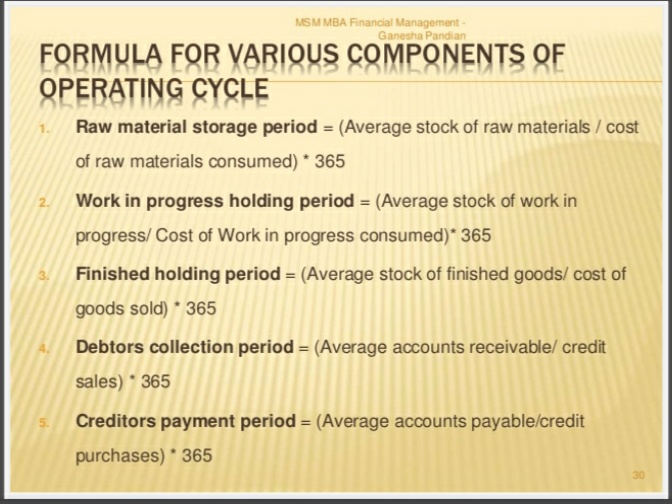 MSM MBA Financial Management -
Ganesha Pandian
FORMULA FOR VARIOUS COMPONENTS OF
OPERATING CYCLE
1. Raw material storage period = (Average stock of raw materials / cost
of raw materials consumed) * 365
2. Work in progress holding period = (Average stock of work in
progress/ Cost of Work in progress consumed)* 365
3. Finished holding period = (Average stock of finished goods/ cost of
goods sold) * 365
4. Debtors collection period = (Average accounts receivable/ credit
sales) * 365
5. Creditors payment period = (Average accounts payable/credit
purchases) * 365
30